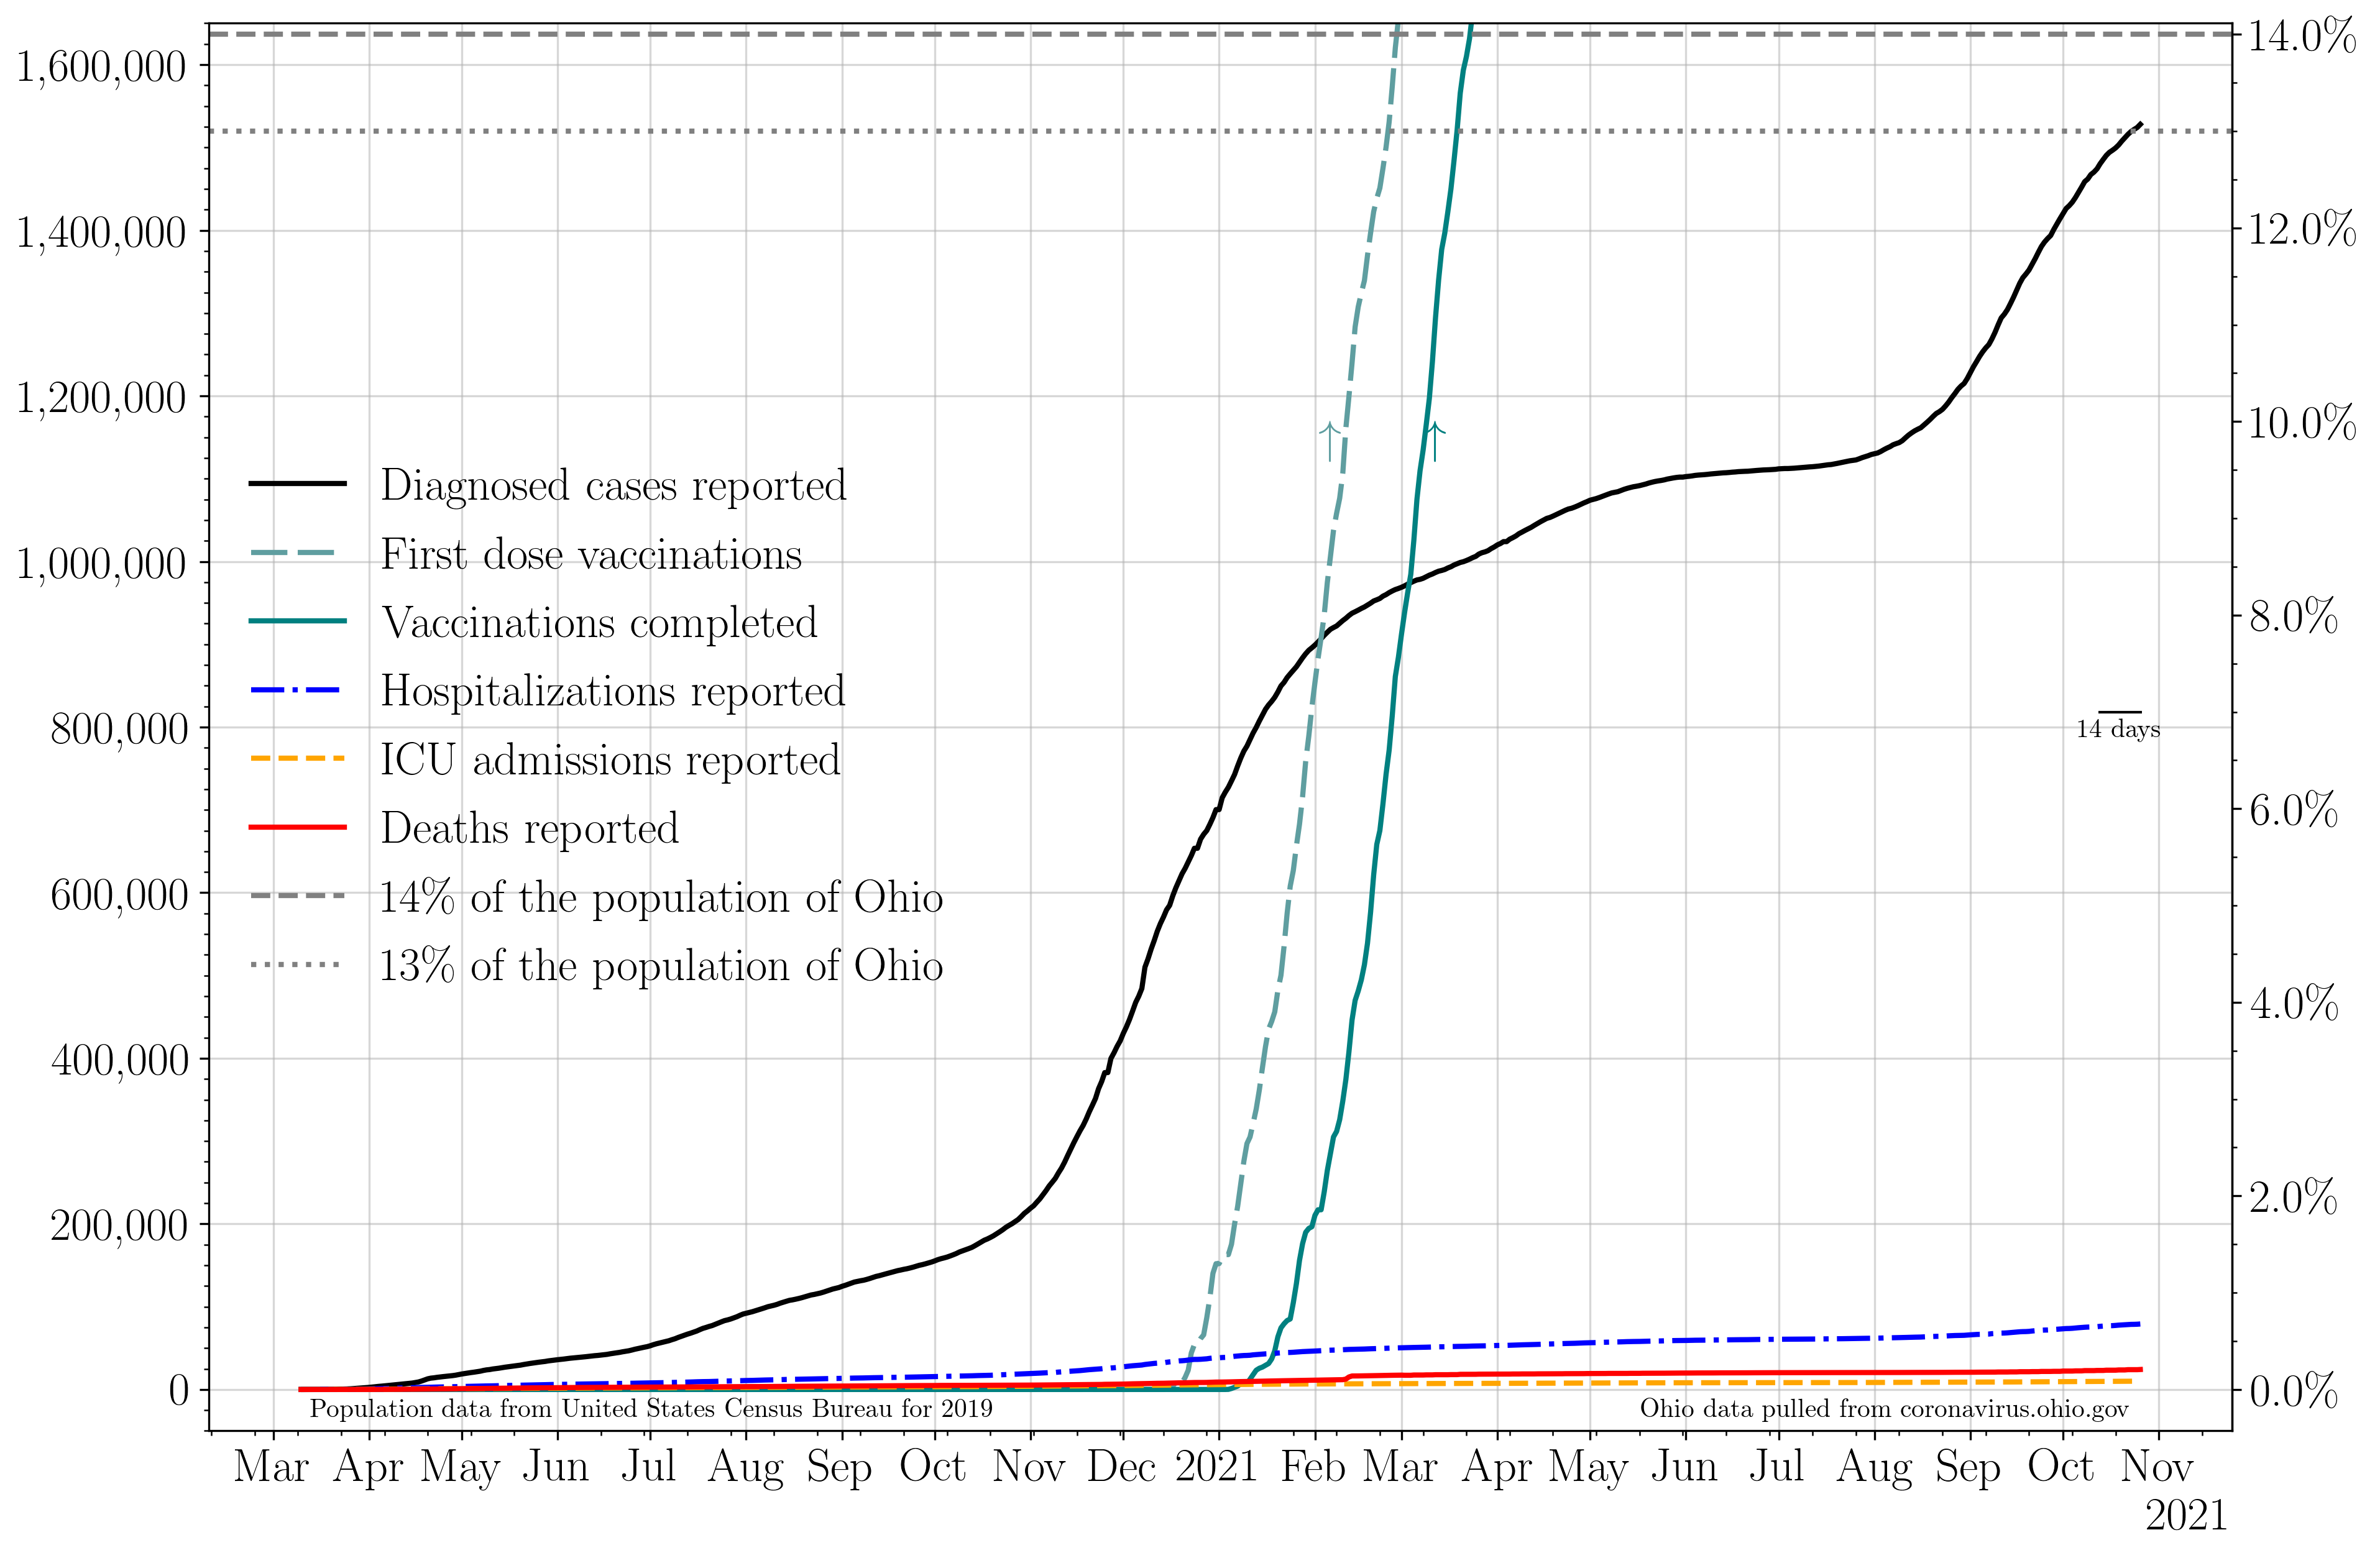 1,600,000
1,400,000
1,200,000
1,000,000
800,000
600,000
400,000
200,000
0
14.0%
12.0%
10.0%
8.0%
6.0%
4.0%
2.0%
0.0%
↑ ↑
Diagnosed cases reported
First dose vaccinations
Vaccinations completed
Hospitalizations reported
ICU admissions reported
Deaths reported
14% of the population of Ohio
13% of the population of Ohio
14 days
Population data from United States Census Bureau for 2019
Ohio data pulled from coronavirus.ohio.gov
Mar Apr May Jun Jul Aug Sep Oct Nov Dec 2021 Feb Mar Apr May Jun Jul Aug Sep Oct Nov
2021